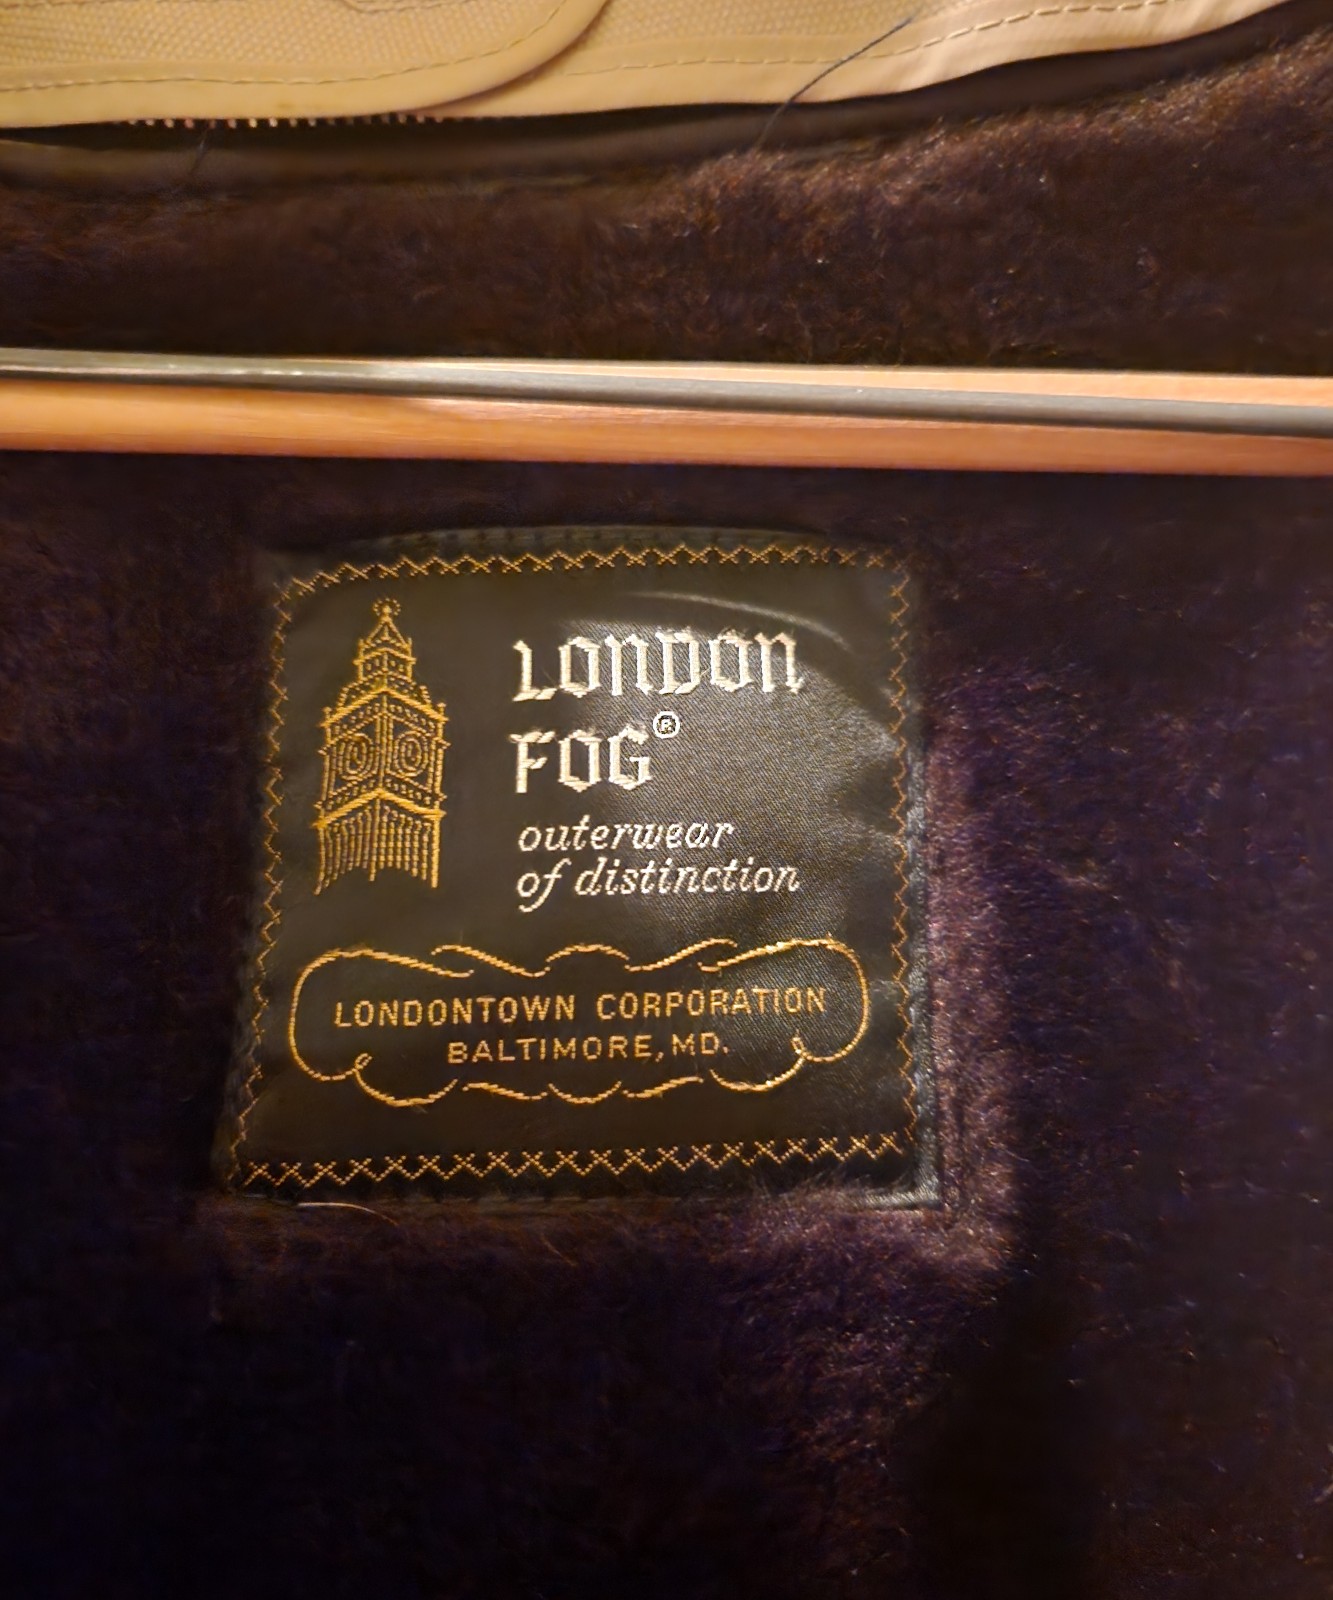 LONDON
FOG®
outerwear
of distinction
LONDONTOWN CORPORATION
BALTIMORE, MD.